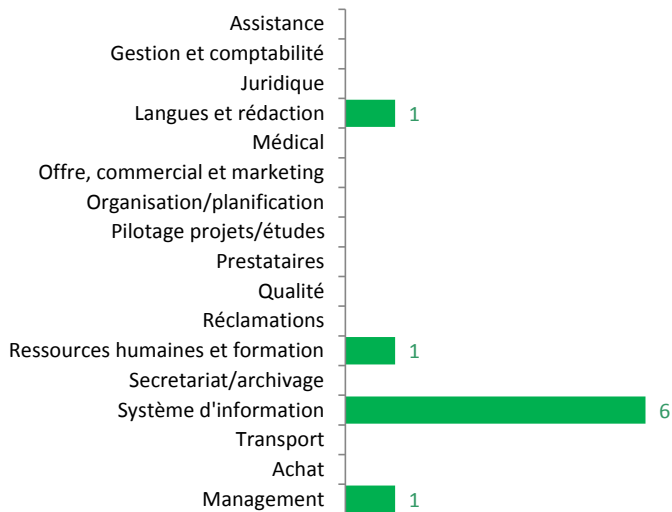 Assistance
Gestion et comptabilité
Juridique
Langues et rédaction 1
Médical
Offre, commercial et marketing
Organisation/planification
Pilotage projets/études
Prestataires
Qualité
Réclamations
Ressources humaines et formation 1
Secretariat/archivage
Système d'information 6
Transport
Achat
Management 1